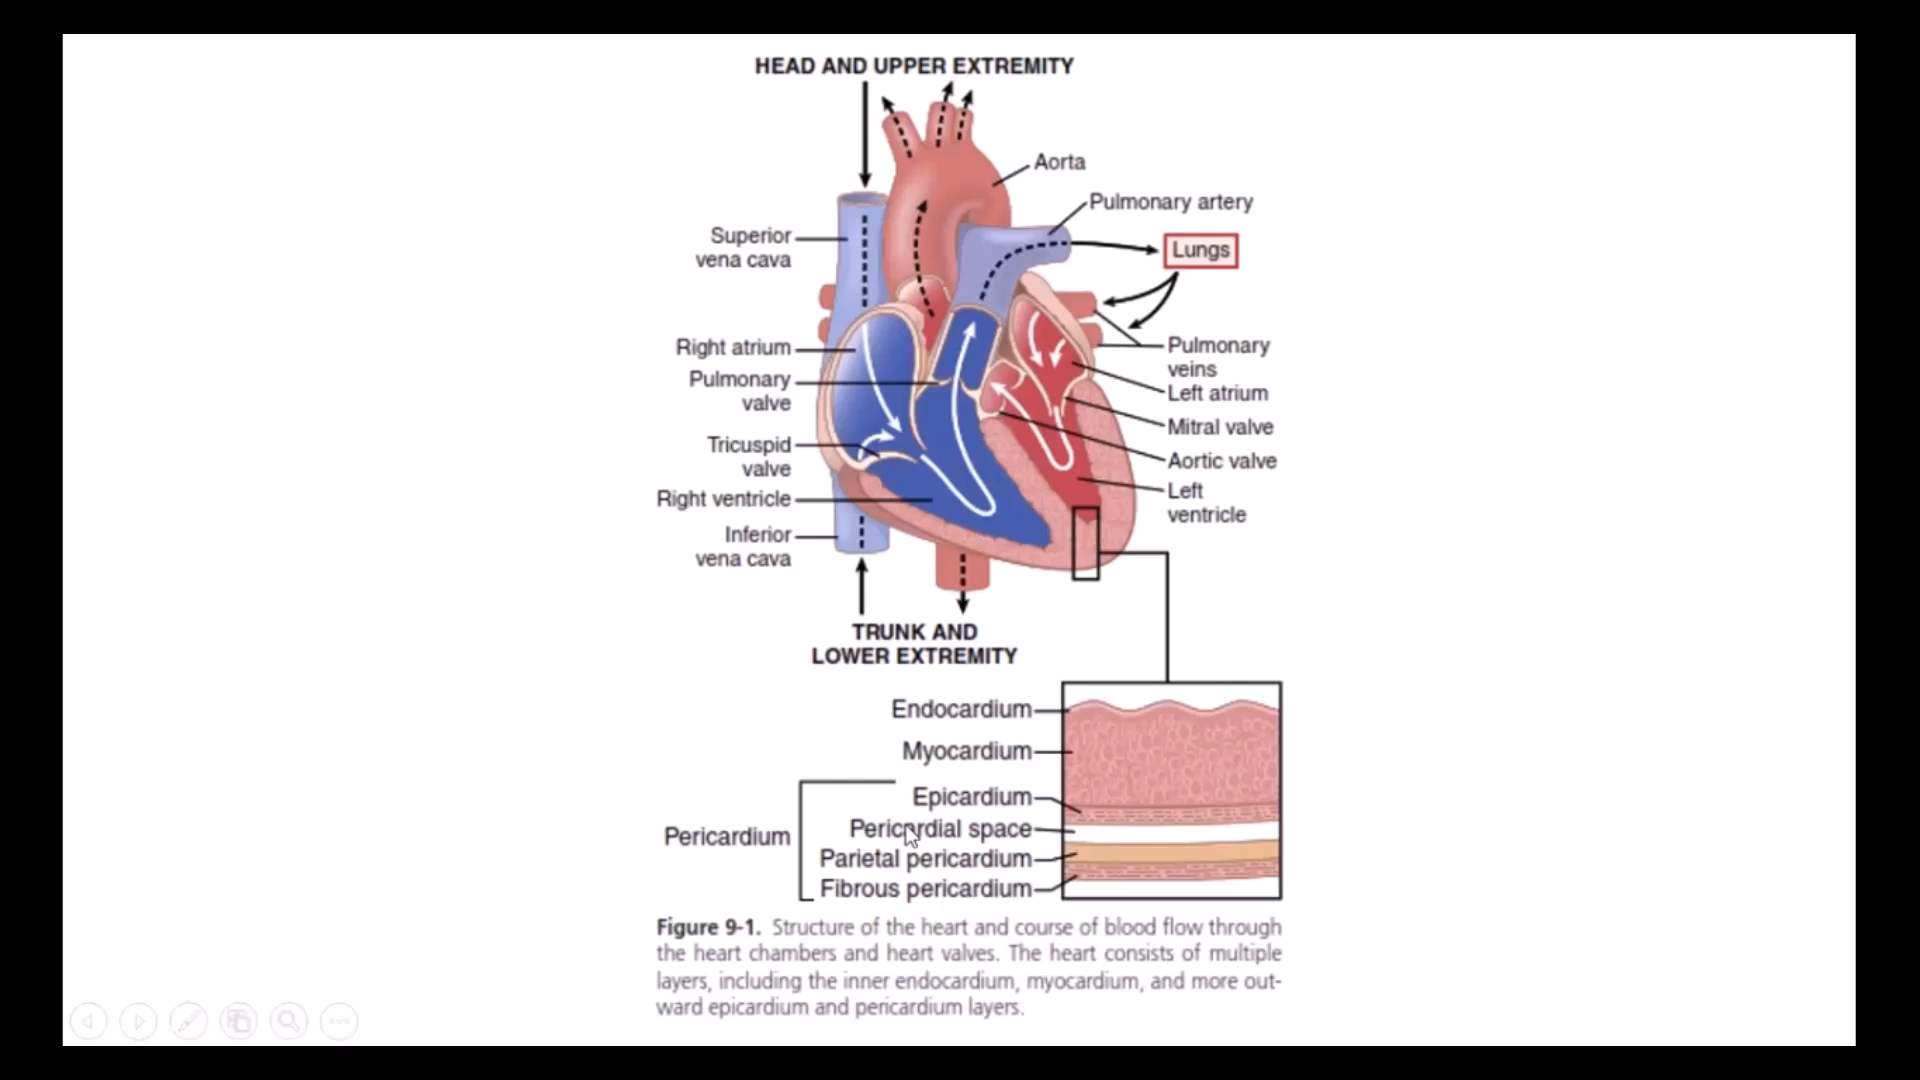 HEAD AND UPPER EXTREMITY
Aorta
Pulmonary artery
Lungs
Superior
vena cava
Right atrium
Pulmonary
valve
Tricuspid
valve
Right ventricle
Inferior
vena cava
Pulmonary
veins
Left atrium
Mitral valve
Aortic valve
Left
ventricle
TRUNK AND
LOWER EXTREMITY
Endocardium
Myocardium
Epicardium
Pericardial space
Pericardium
Parietal pericardium
Fibrous pericardium
Figure 9-1. Structure of the heart and course of blood flow through
the heart chambers and heart valves. The heart consists of multiple
layers, including the inner endocardium, myocardium, and more out-
ward epicardium and pericardium layers.